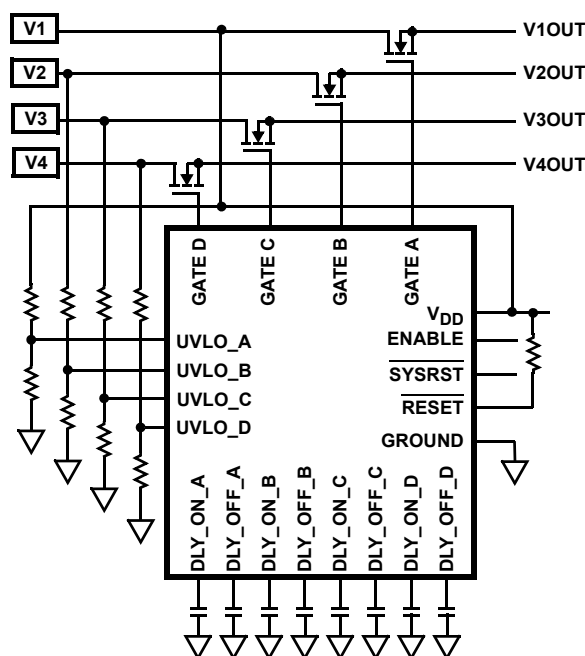 V1
V1OUT
V2
V2OUT
V3
V3OUT
V4
V4OUT
GATE D
GATE C
GATE B
GATE A
VDD
UVLO_A
ENABLE
UVLO_B
SYSRST
UVLO_C
RESET
UVLO_D
GROUND
DLY_ON_A
DLY_OFF_A
DLY_ON_B
DLY_OFF_B
DLY_ON_C
DLY_OFF_C
DLY_ON_D
DLY_OFF_D